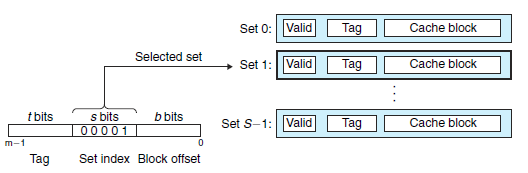 Set 0: Valid Tag Cache block
Selected set
Set 1: Valid Tag Cache block
t bits s bits b bits
Set S–1: Valid Tag Cache block
0 0 0 0 1
m–1 0
Tag Set index Block offset